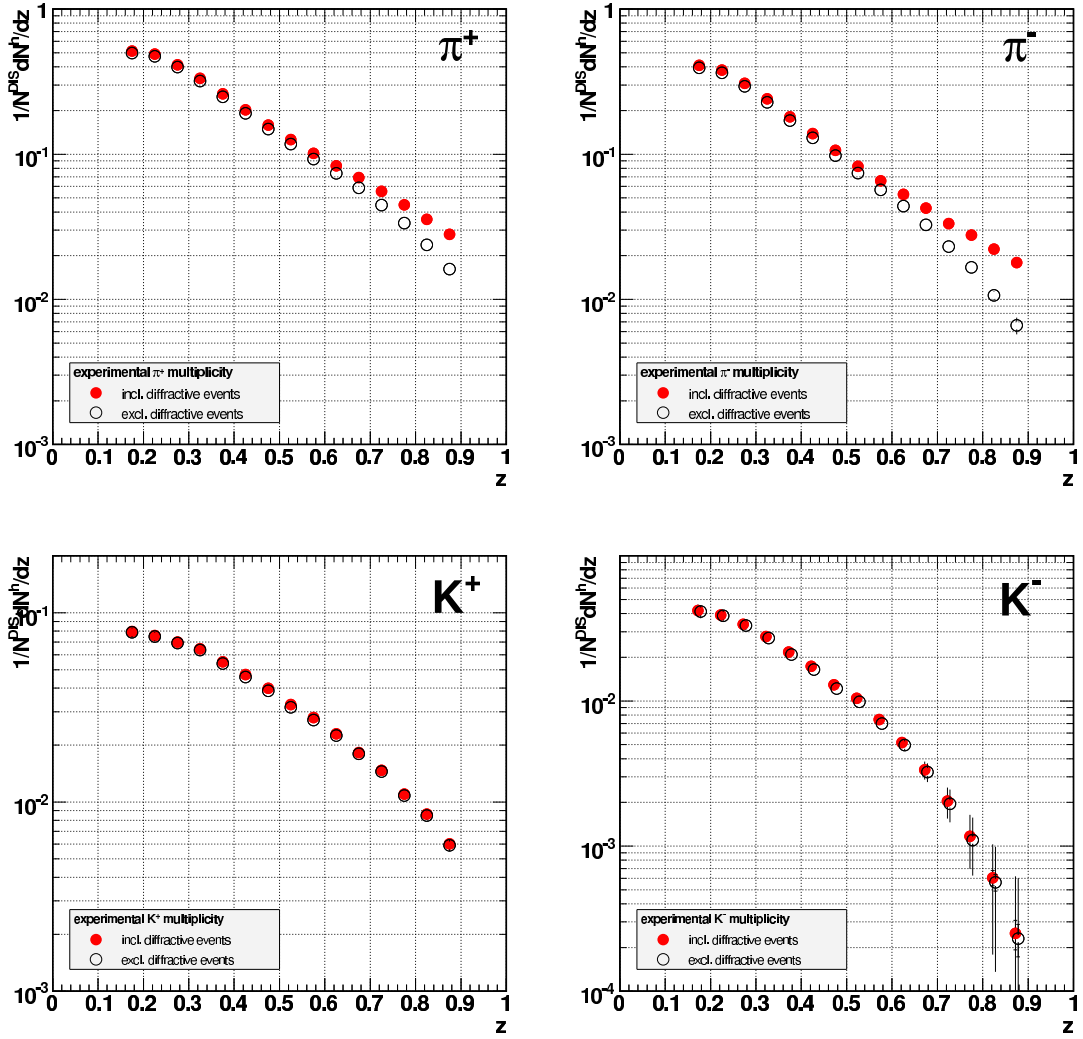 1/N^DIS dN^h/dz
1
10^-1
10^-2
10^-3
π+
experimental π+ multiplicity
incl. diffractive events
excl. diffractive events
0 0.1 0.2 0.3 0.4 0.5 0.6 0.7 0.8 0.9 1
z
1/N^DIS dN^h/dz
1
10^-1
10^-2
10^-3
π-
experimental π- multiplicity
incl. diffractive events
excl. diffractive events
0 0.1 0.2 0.3 0.4 0.5 0.6 0.7 0.8 0.9 1
z
1/N^DIS dN^h/dz
10^-1
10^-2
10^-3
K+
experimental K+ multiplicity
incl. diffractive events
excl. diffractive events
0 0.1 0.2 0.3 0.4 0.5 0.6 0.7 0.8 0.9 1
z
1/N^DIS dN^h/dz
10^-2
10^-3
10^-4
K-
experimental K- multiplicity
incl. diffractive events
excl. diffractive events
0 0.1 0.2 0.3 0.4 0.5 0.6 0.7 0.8 0.9 1
z